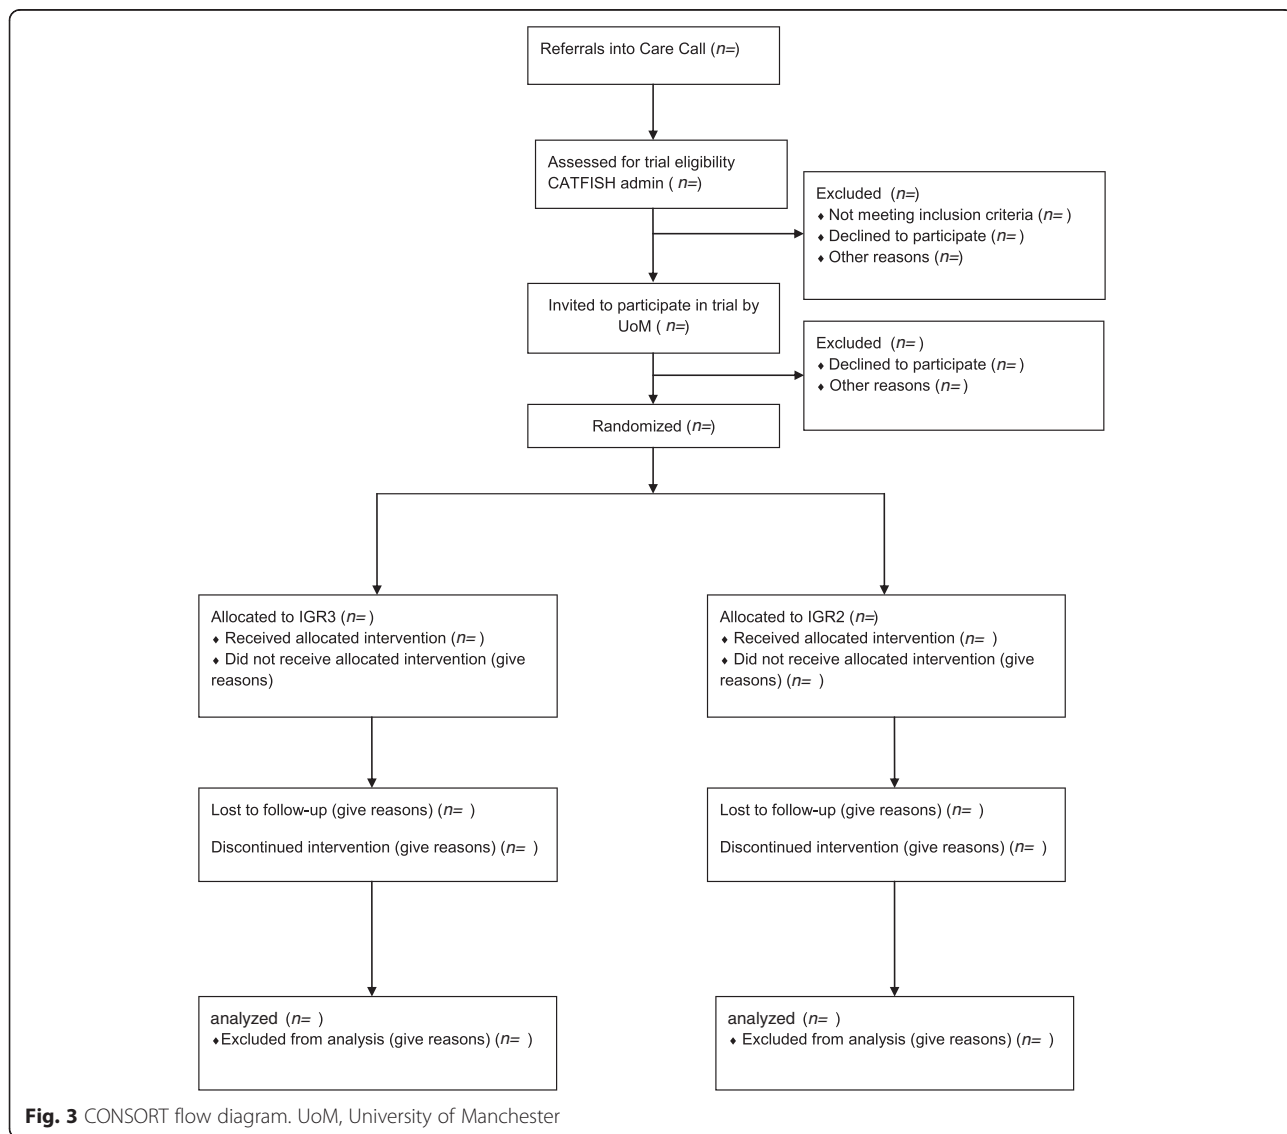 Referrals into Care Call (n=)
Assessed for trial eligibility
CATFISH admin ( n=)
Excluded (n=)
♦ Not meeting inclusion criteria (n= )
♦ Declined to participate (n= )
♦ Other reasons (n=)
Invited to participate in trial by
UoM ( n=)
Excluded (n= )
♦ Declined to participate (n= )
♦ Other reasons (n= )
Randomized (n=)
Allocated to IGR3 (n= )
♦ Received allocated intervention (n= )
♦ Did not receive allocated intervention (give
reasons)
Allocated to IGR2 (n=)
♦ Received allocated intervention (n= )
♦ Did not receive allocated intervention (give
reasons) (n= )
Lost to follow-up (give reasons) (n= )
Discontinued intervention (give reasons) (n= )
Lost to follow-up (give reasons) (n= )
Discontinued intervention (give reasons) (n= )
analyzed (n= )
♦Excluded from analysis (give reasons) (n= )
analyzed (n= )
♦ Excluded from analysis (give reasons) (n= )
Fig. 3 CONSORT flow diagram. UoM, University of Manchester